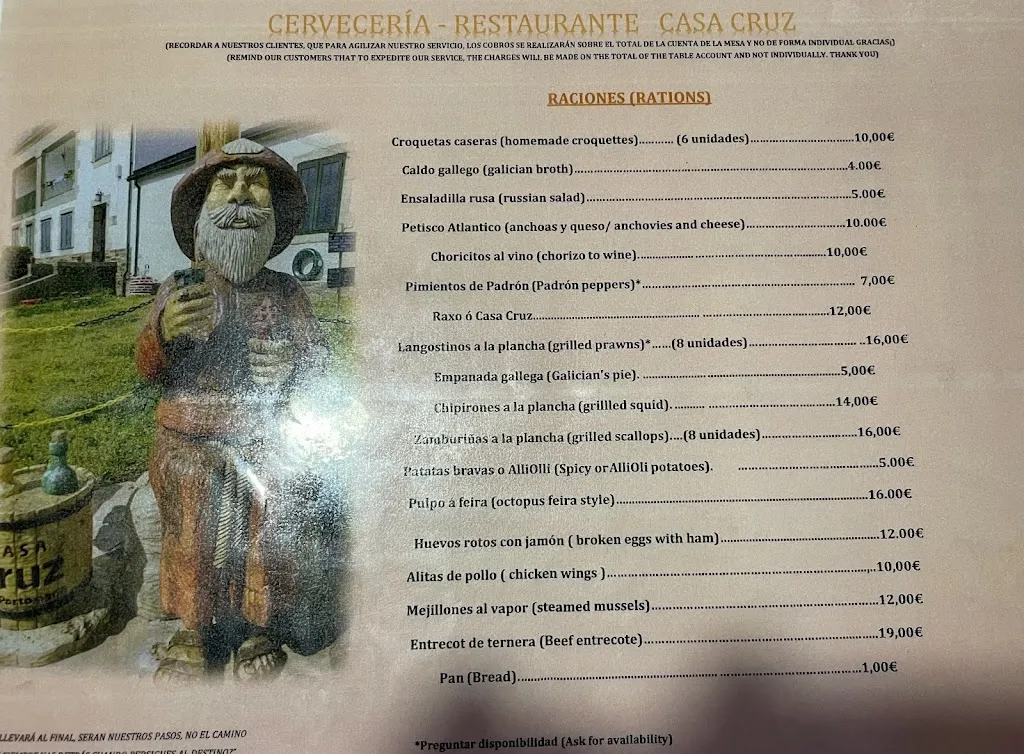 CERVECERÍA - RESTAURANTE CASA CRUZ
(RECORDAR A NUESTROS CLIENTES, QUE PARA AGILIZAR NUESTRO SERVICIO, LOS COBROS SE REALIZARÁN SOBRE EL TOTAL DE LA CUENTA DE LA MESA Y NO DE FORMA INDIVIDUAL GRACIAS¡)
(REMIND OUR CUSTOMERS THAT TO EXPEDITE OUR SERVICE, THE CHARGES WILL BE MADE ON THE TOTAL OF THE TABLE ACCOUNT AND NOT INDIVIDUALLY. THANK YOU)
RACIONES (RATIONS)
Croquetas caseras (homemade croquettes)........... (6 unidades)............................10,00€
Caldo gallego (galician broth)............................................................4.00€
Ensaladilla rusa (russian salad)............................................................5.00€
Petisco Atlantico (anchoas y queso/ anchovies and cheese)............................10.00€
Choricitos al vino (chorizo to wine)....................................................10,00€
Pimientos de Padrón (Padrón peppers)*.................................................... 7,00€
Raxo ó Casa Cruz............................................ ................................12,00€
Langostinos a la plancha (grilled prawns)*......(8 unidades)............................ ..16,00€
Empanada gallega (Galician's pie). ................ ................................5,00€
Chipirones a la plancha (grillled squid).......... ................................14,00€
Zamburiñas a la plancha (grilled scallops)....(8 unidades)............................16,00€
Patatas bravas o AlliOlli (Spicy or AlliOli potatoes). ....................................5.00€
Pulpo á feira (octopus feira style)............................................................16.00€
Huevos rotos con jamón ( broken eggs with ham)............................................12.00€
Alitas de pollo ( chicken wings )............................................................,..10,00€
Mejillones al vapor (steamed mussels)....................................................12,00€
Entrecot de ternera (Beef entrecote)....................................................19,00€
Pan (Bread)....................................................................................1,00€
*Preguntar disponibilidad (Ask for availability)
ASA
ruz
LLEVARÁ AL FINAL, SERAN NUESTROS PASOS, NO EL CAMINO
DETRÁS CUANDO PERSIGUES AL DESTINO?"